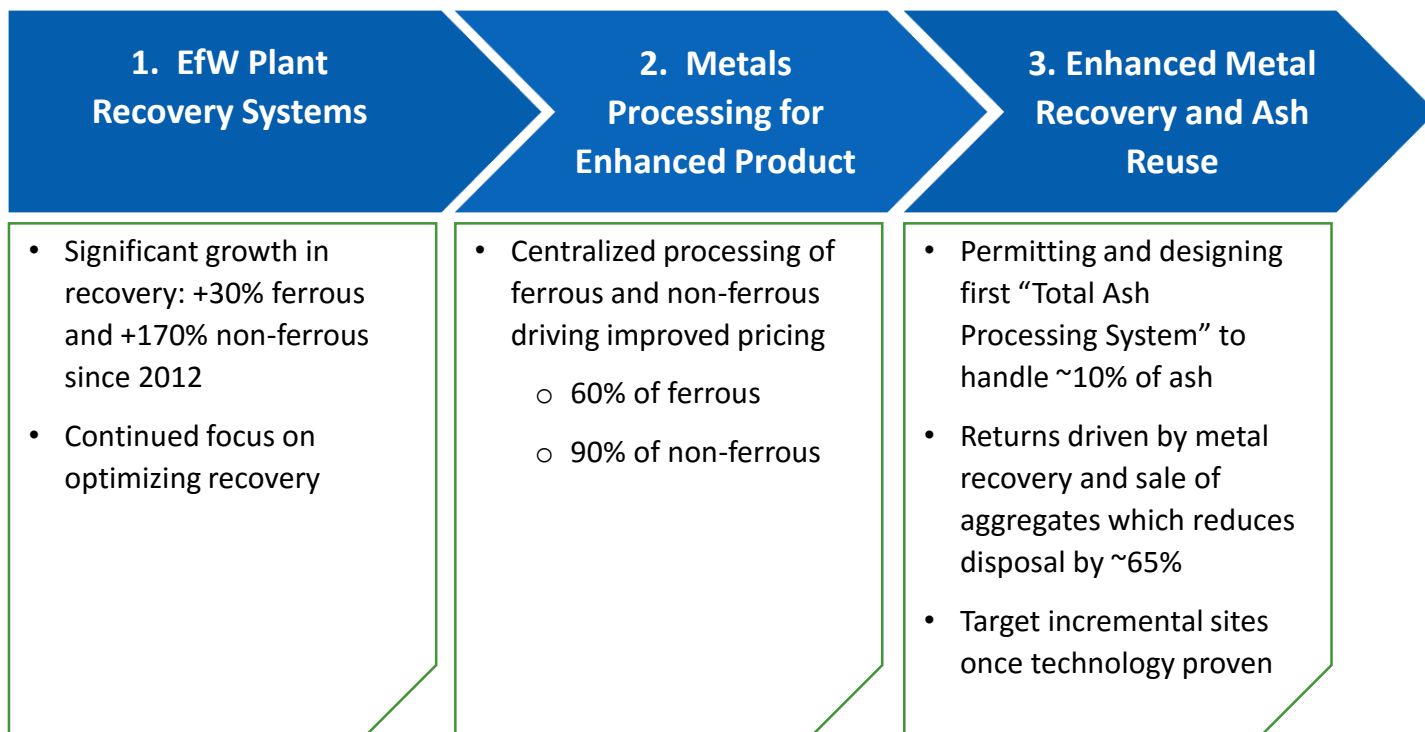 1. EfW Plant
Recovery Systems
• Significant growth in
recovery: +30% ferrous
and +170% non-ferrous
since 2012
• Continued focus on
optimizing recovery
2. Metals
Processing for
Enhanced Product
• Centralized processing of
ferrous and non-ferrous
driving improved pricing
o 60% of ferrous
o 90% of non-ferrous
3. Enhanced Metal
Recovery and Ash
Reuse
• Permitting and designing
first “Total Ash
Processing System” to
handle ~10% of ash
• Returns driven by metal
recovery and sale of
aggregates which reduces
disposal by ~65%
• Target incremental sites
once technology proven